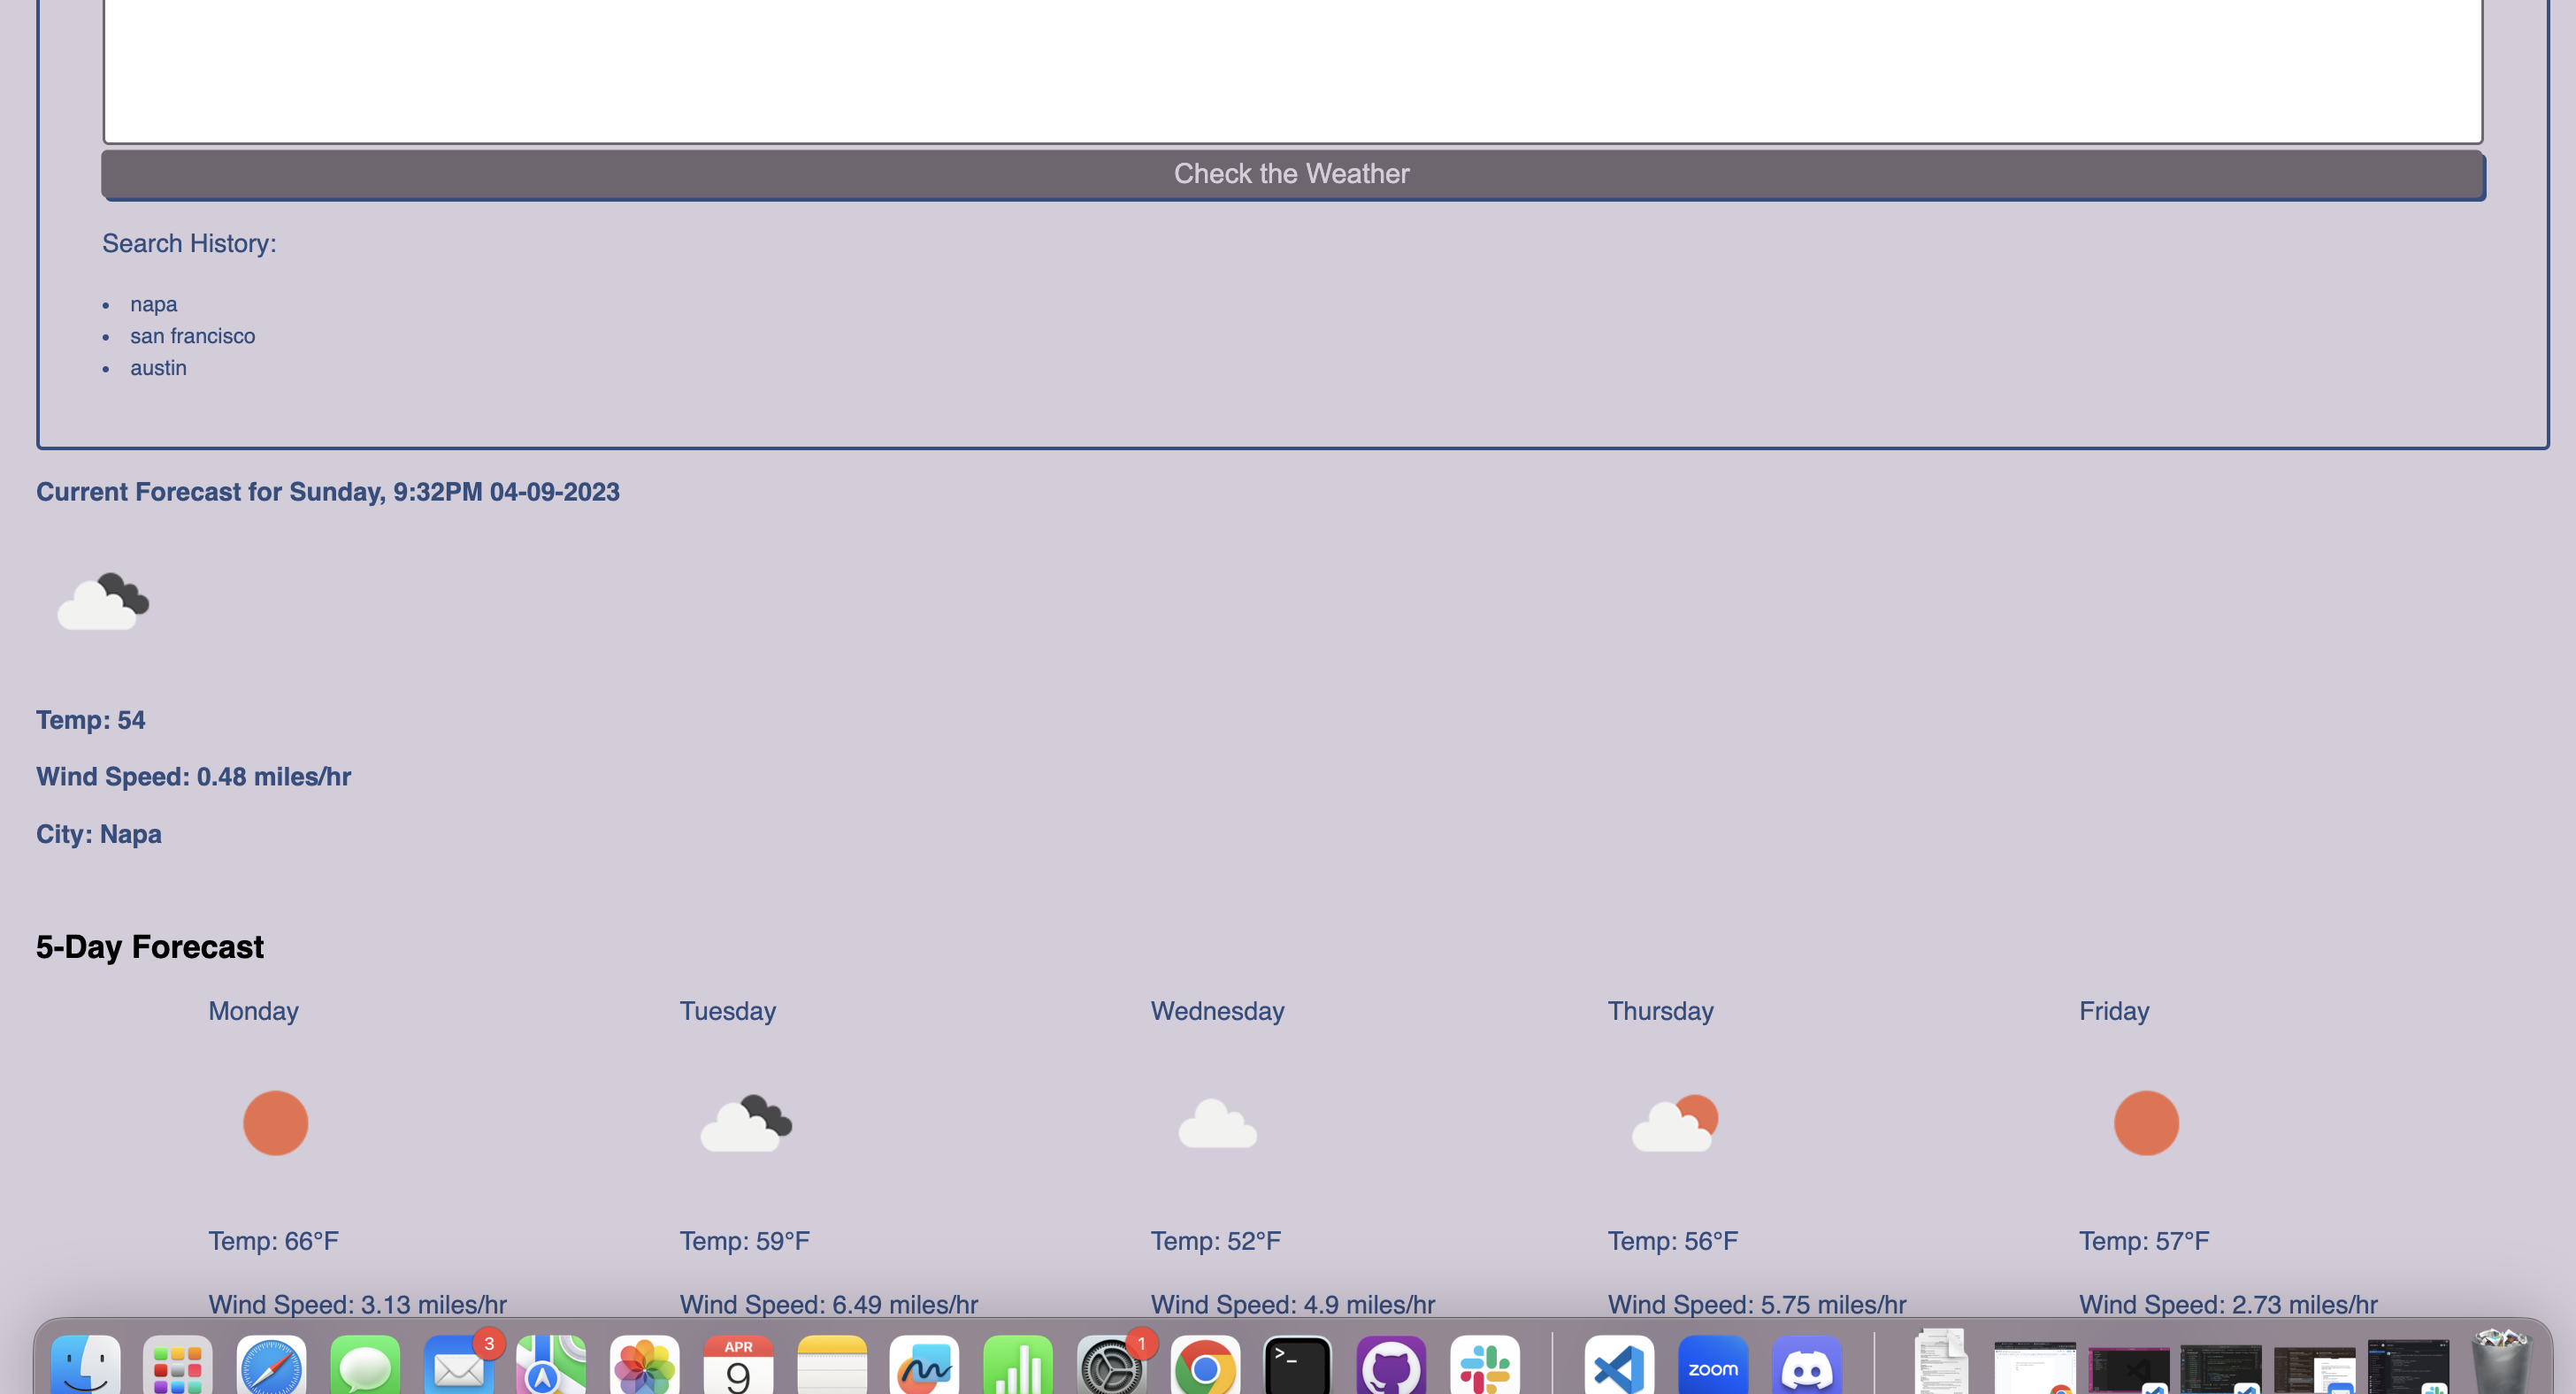 Check the Weather
Search History:
napa
san francisco
austin
Current Forecast for Sunday, 9:32PM 04-09-2023
Temp: 54
Wind Speed: 0.48 miles/hr
City: Napa
5-Day Forecast
Monday Tuesday Wednesday Thursday Friday
Temp: 66°F Temp: 59°F Temp: 52°F Temp: 56°F Temp: 57°F
Wind Speed: 3.13 miles/hr Wind Speed: 6.49 miles/hr Wind Speed: 4.9 miles/hr Wind Speed: 5.75 miles/hr Wind Speed: 2.73 miles/hr
3 APR 1
9 >_ zoom